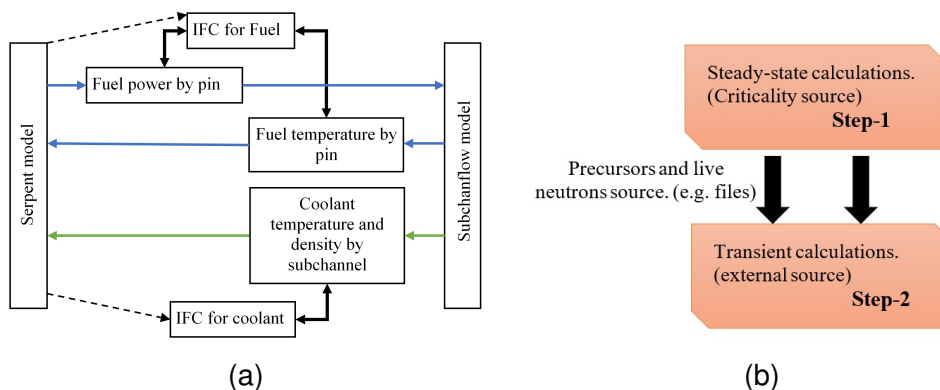 IFC for Fuel
Fuel power by pin
Serpent model
Fuel temperature by
pin
Subchanflow model
Coolant
temperature and
density by
subchannel
IFC for coolant
(a)
Steady-state calculations.
(Criticality source)
Step-1
Precursors and live
neutrons source. (e.g. files)
Transient calculations.
(external source)
Step-2
(b)